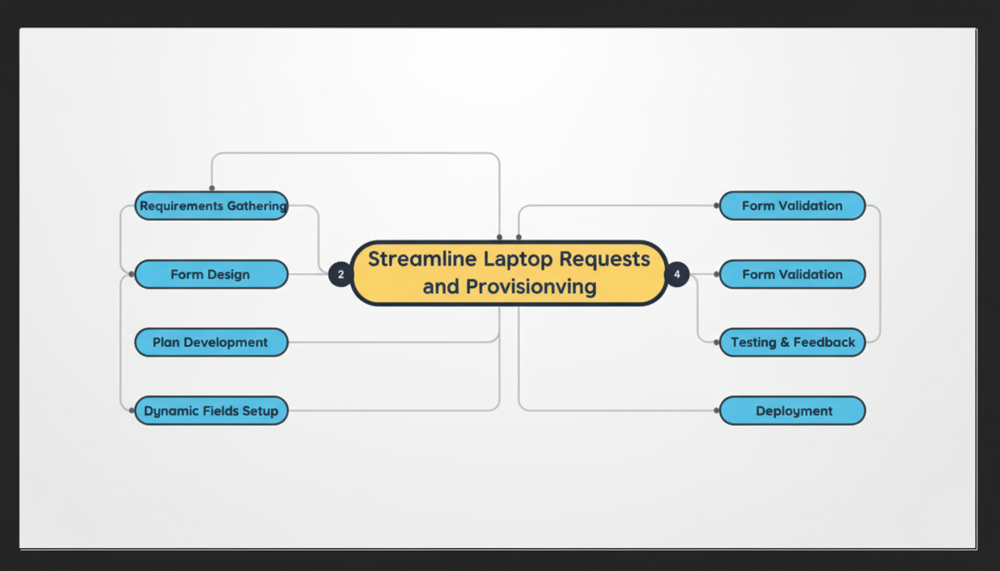 Requirements Gathering
Form Design
Plan Development
Dynamic Fields Setup
2
Streamline Laptop Requests
and Provisionving
4
Form Validation
Form Validation
Testing & Feedback
Deployment